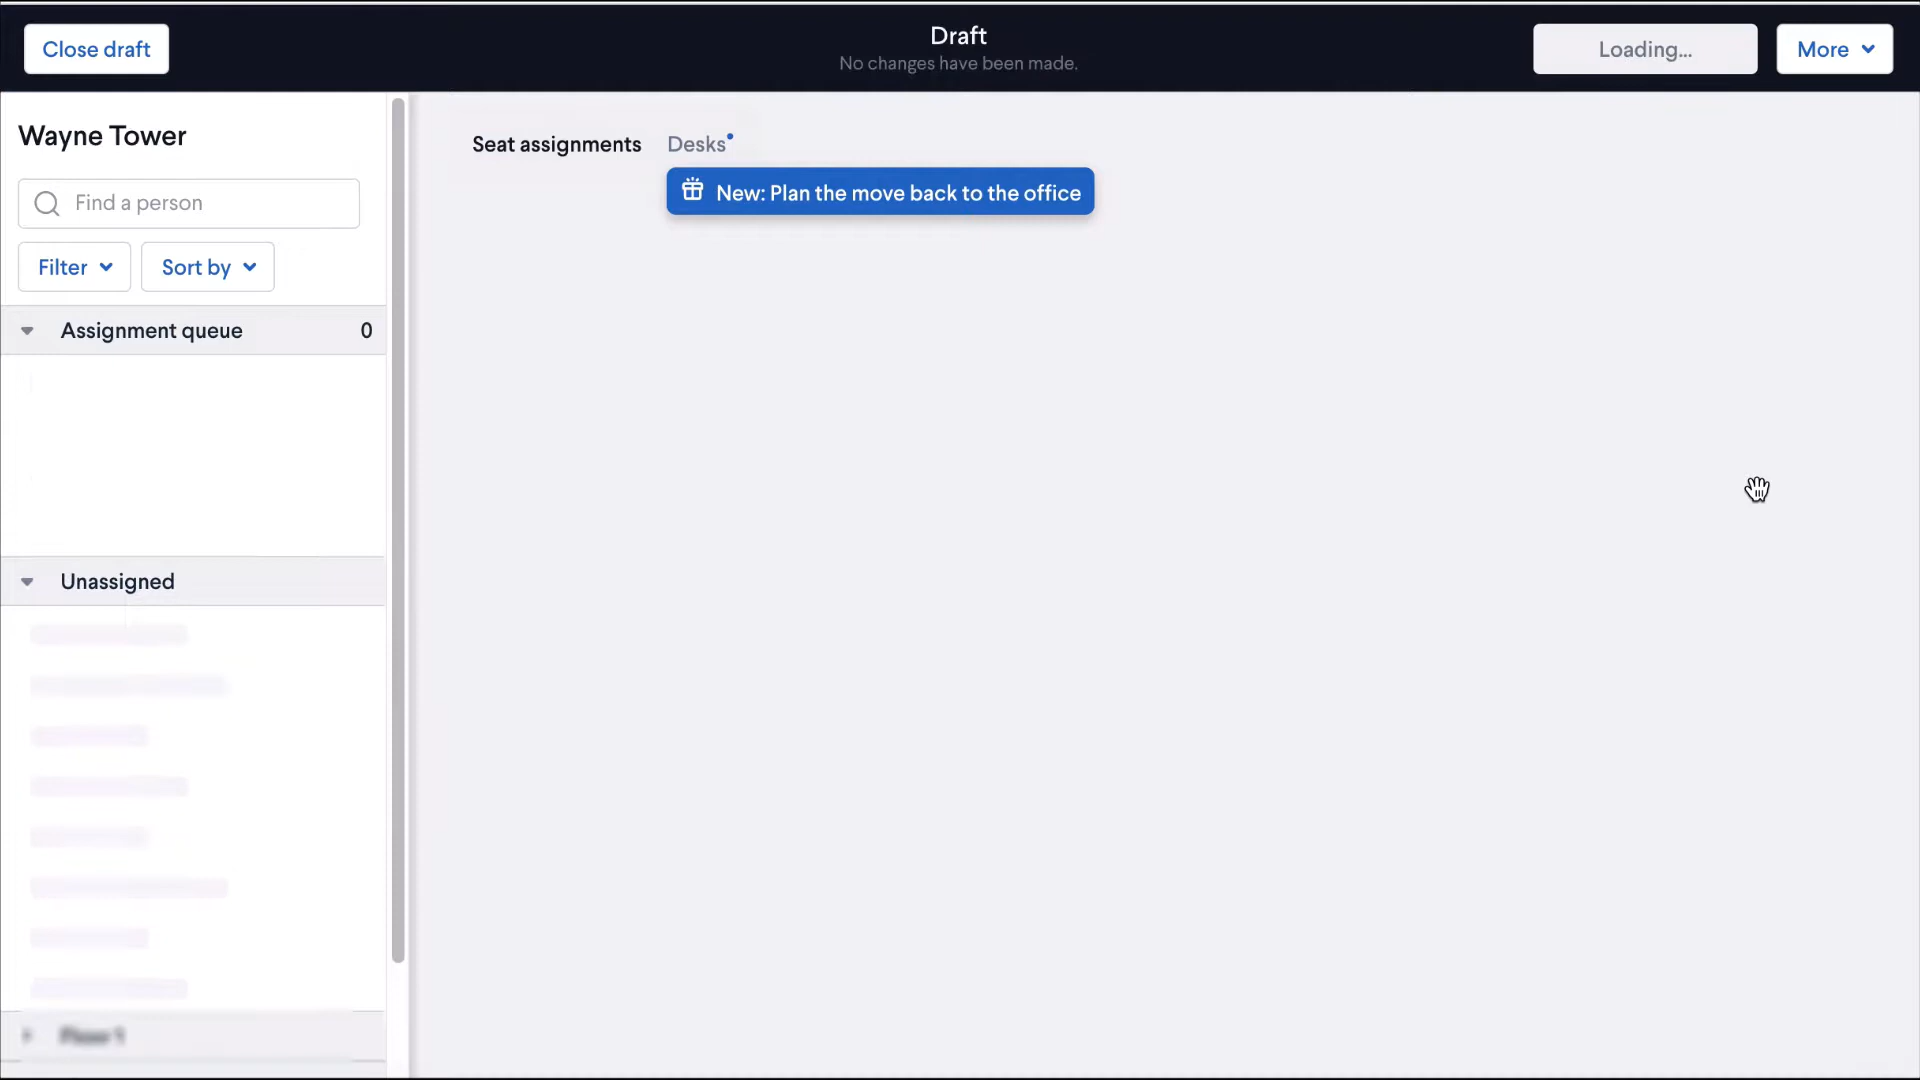 Close draft
Draft
No changes have been made.
Loading...
More
Wayne Tower
Find a person
Filter
Sort by
Assignment queue 0
Unassigned
Seat assignments
Desks
New: Plan the move back to the office